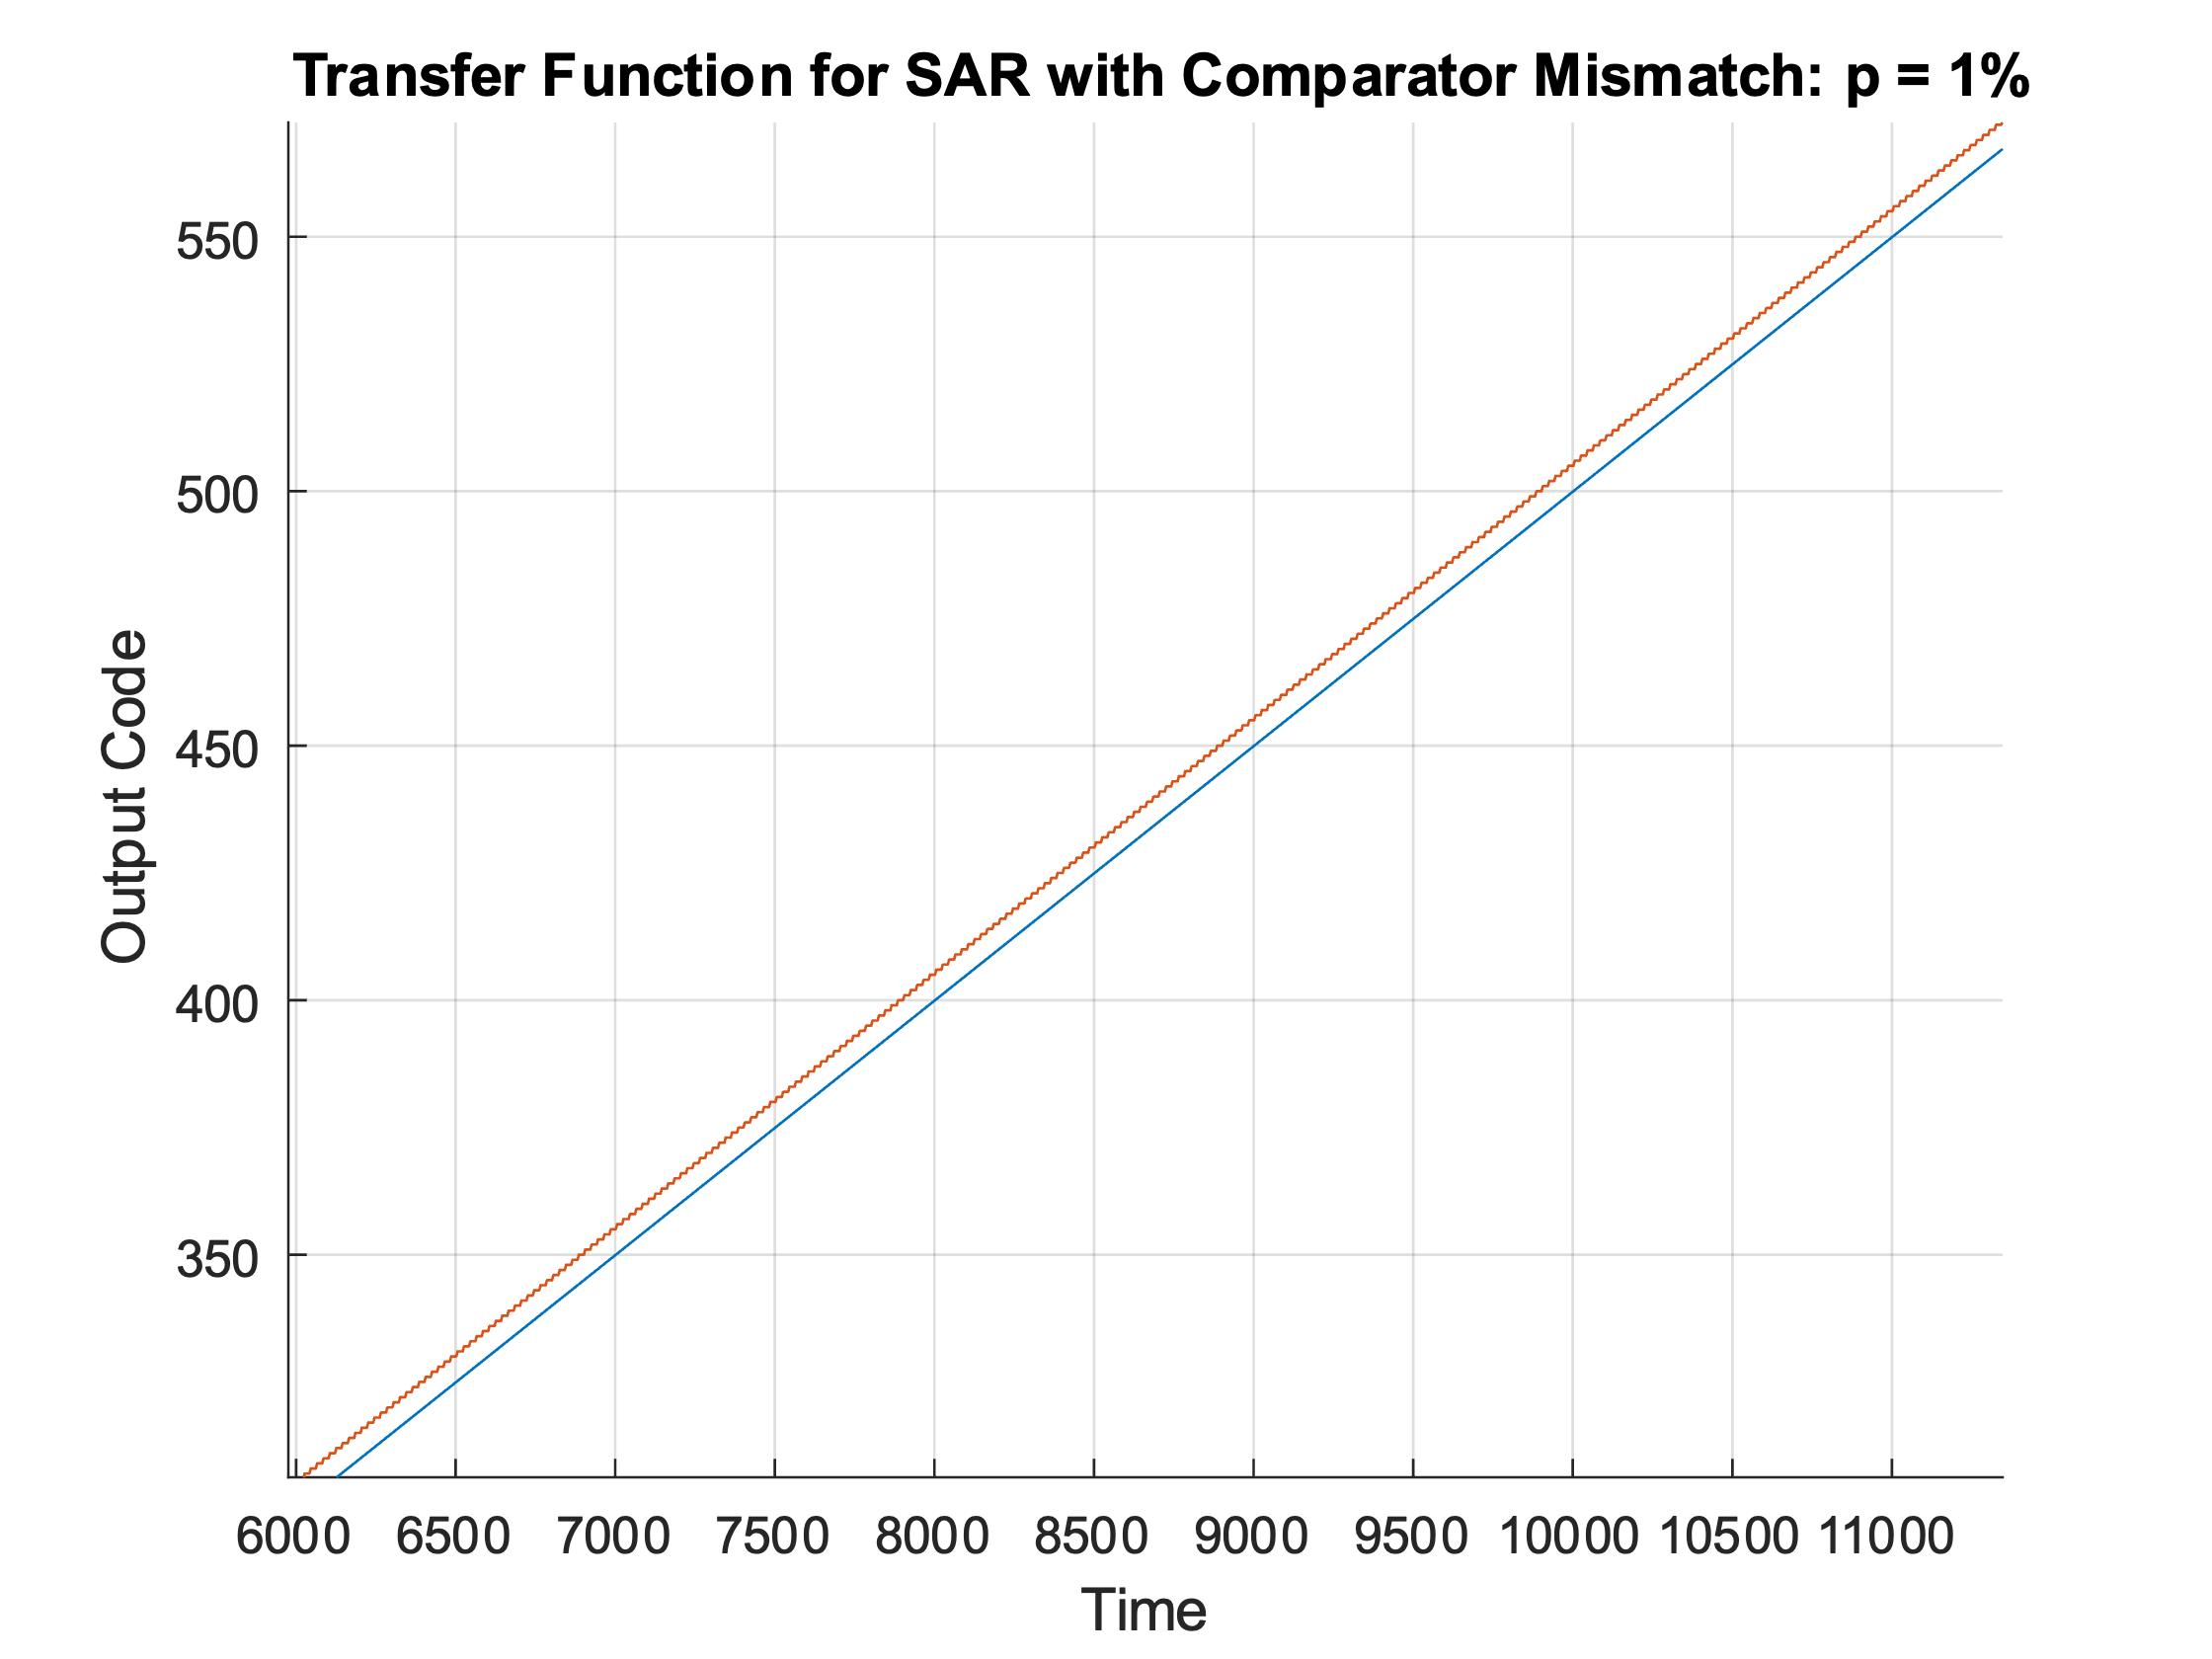 Transfer Function for SAR with Comparator Mismatch: p = 1%
550
500
450
400
350
Output Code
6000 6500 7000 7500 8000 8500 9000 9500 10000 10500 11000
Time